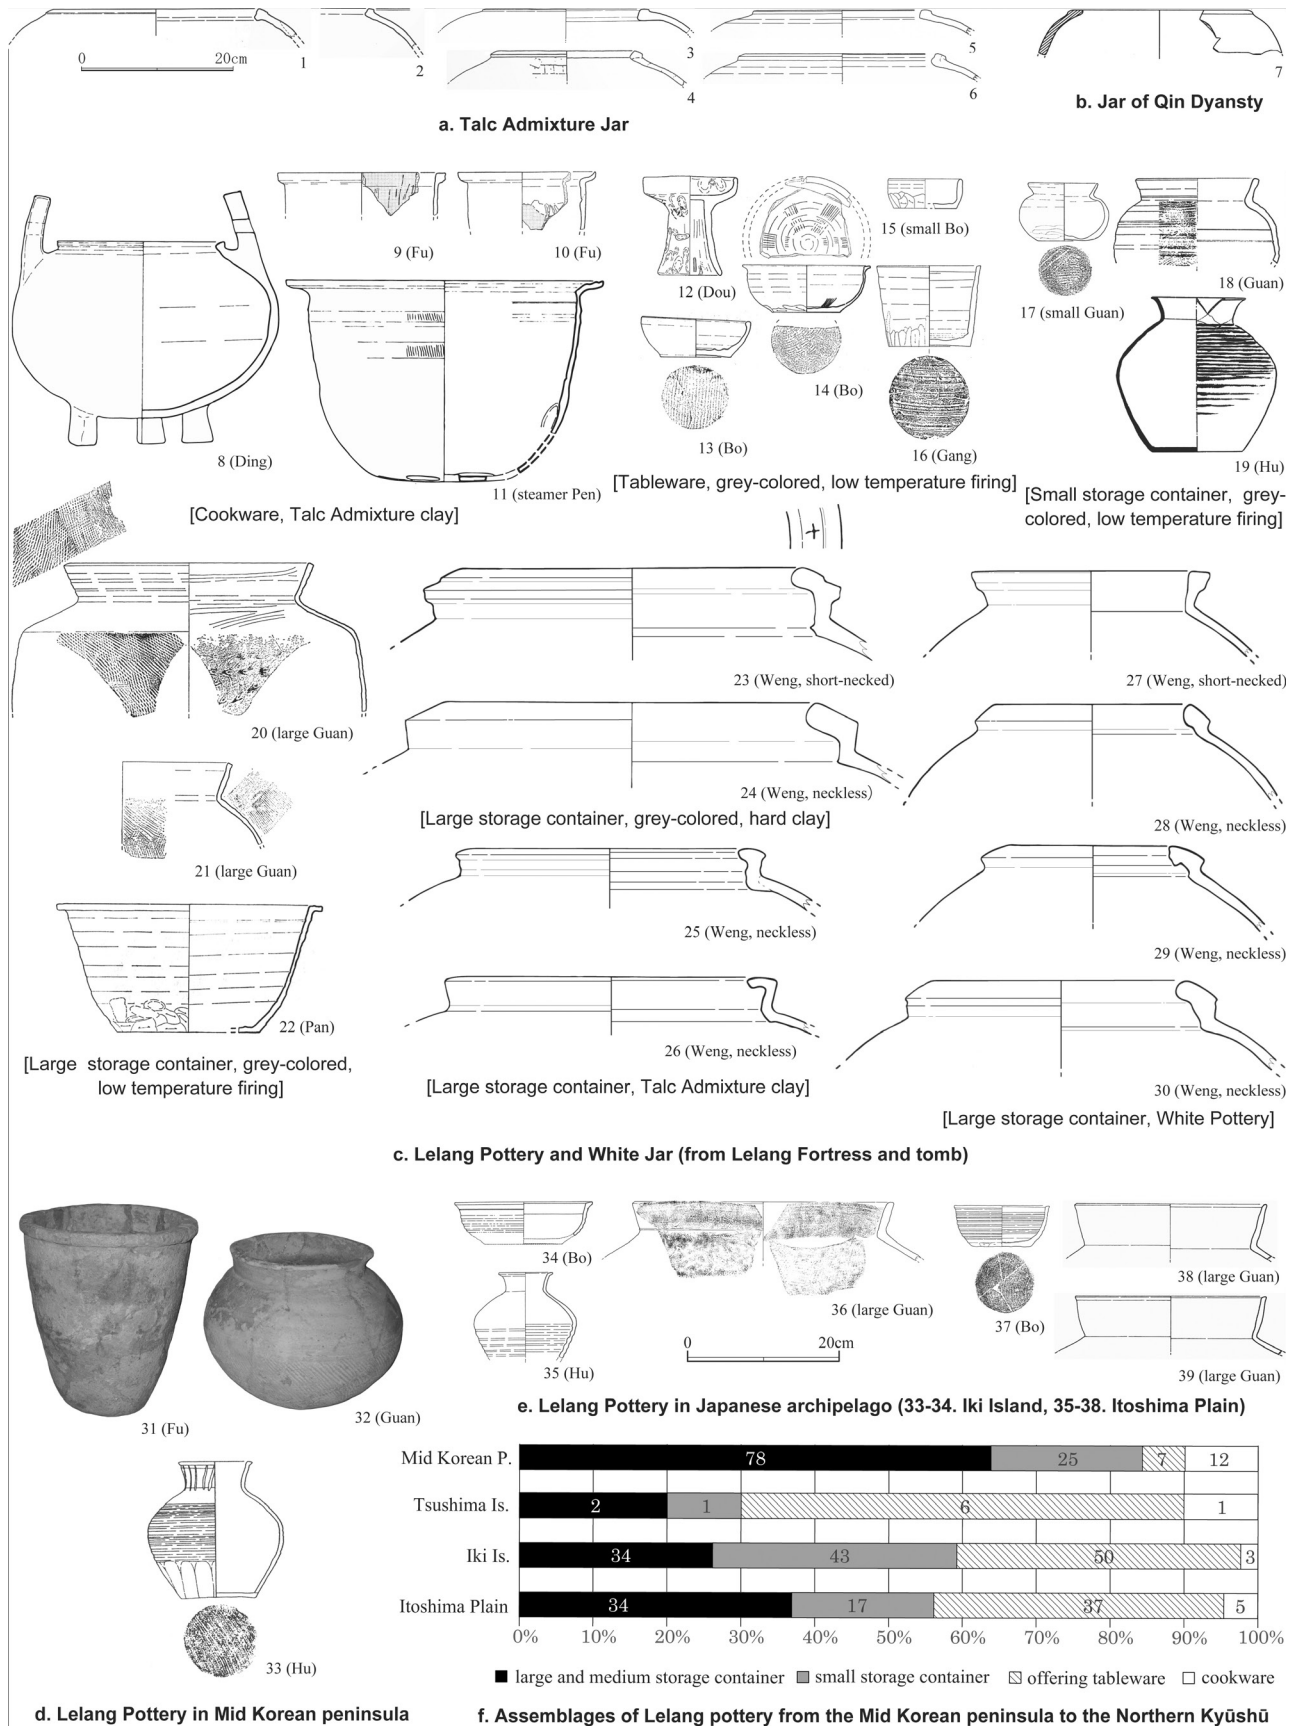 0 20cm
1
2
3
4
5
6
7
a. Talc Admixture Jar
b. Jar of Qin Dyansty
8 (Ding)
9 (Fu)
10 (Fu)
11 (steamer Pen)
[Cookware, Talc Admixture clay]
12 (Dou)
13 (Bo)
14 (Bo)
15 (small Bo)
16 (Gang)
[Tableware, grey-colored, low temperature firing]
17 (small Guan)
18 (Guan)
19 (Hu)
[Small storage container, grey-
colored, low temperature firing]
20 (large Guan)
21 (large Guan)
22 (Pan)
[Large storage container, grey-colored,
low temperature firing]
23 (Weng, short-necked)
24 (Weng, neckless)
[Large storage container, grey-colored, hard clay]
25 (Weng, neckless)
26 (Weng, neckless)
[Large storage container, Talc Admixture clay]
27 (Weng, short-necked)
28 (Weng, neckless)
29 (Weng, neckless)
30 (Weng, neckless)
[Large storage container, White Pottery]
c. Lelang Pottery and White Jar (from Lelang Fortress and tomb)
31 (Fu)
32 (Guan)
33 (Hu)
d. Lelang Pottery in Mid Korean peninsula
34 (Bo)
35 (Hu)
36 (large Guan)
0 20cm
37 (Bo)
38 (large Guan)
39 (large Guan)
e. Lelang Pottery in Japanese archipelago (33-34. Iki Island, 35-38. Itoshima Plain)
Mid Korean P. 78 25 7 12
Tsushima Is. 2 1 6 1
Iki Is. 34 43 50 3
Itoshima Plain 34 17 37 5
0% 10% 20% 30% 40% 50% 60% 70% 80% 90% 100%
large and medium storage container small storage container offering tableware cookware
f. Assemblages of Lelang pottery from the Mid Korean peninsula to the Northern Kyūshū